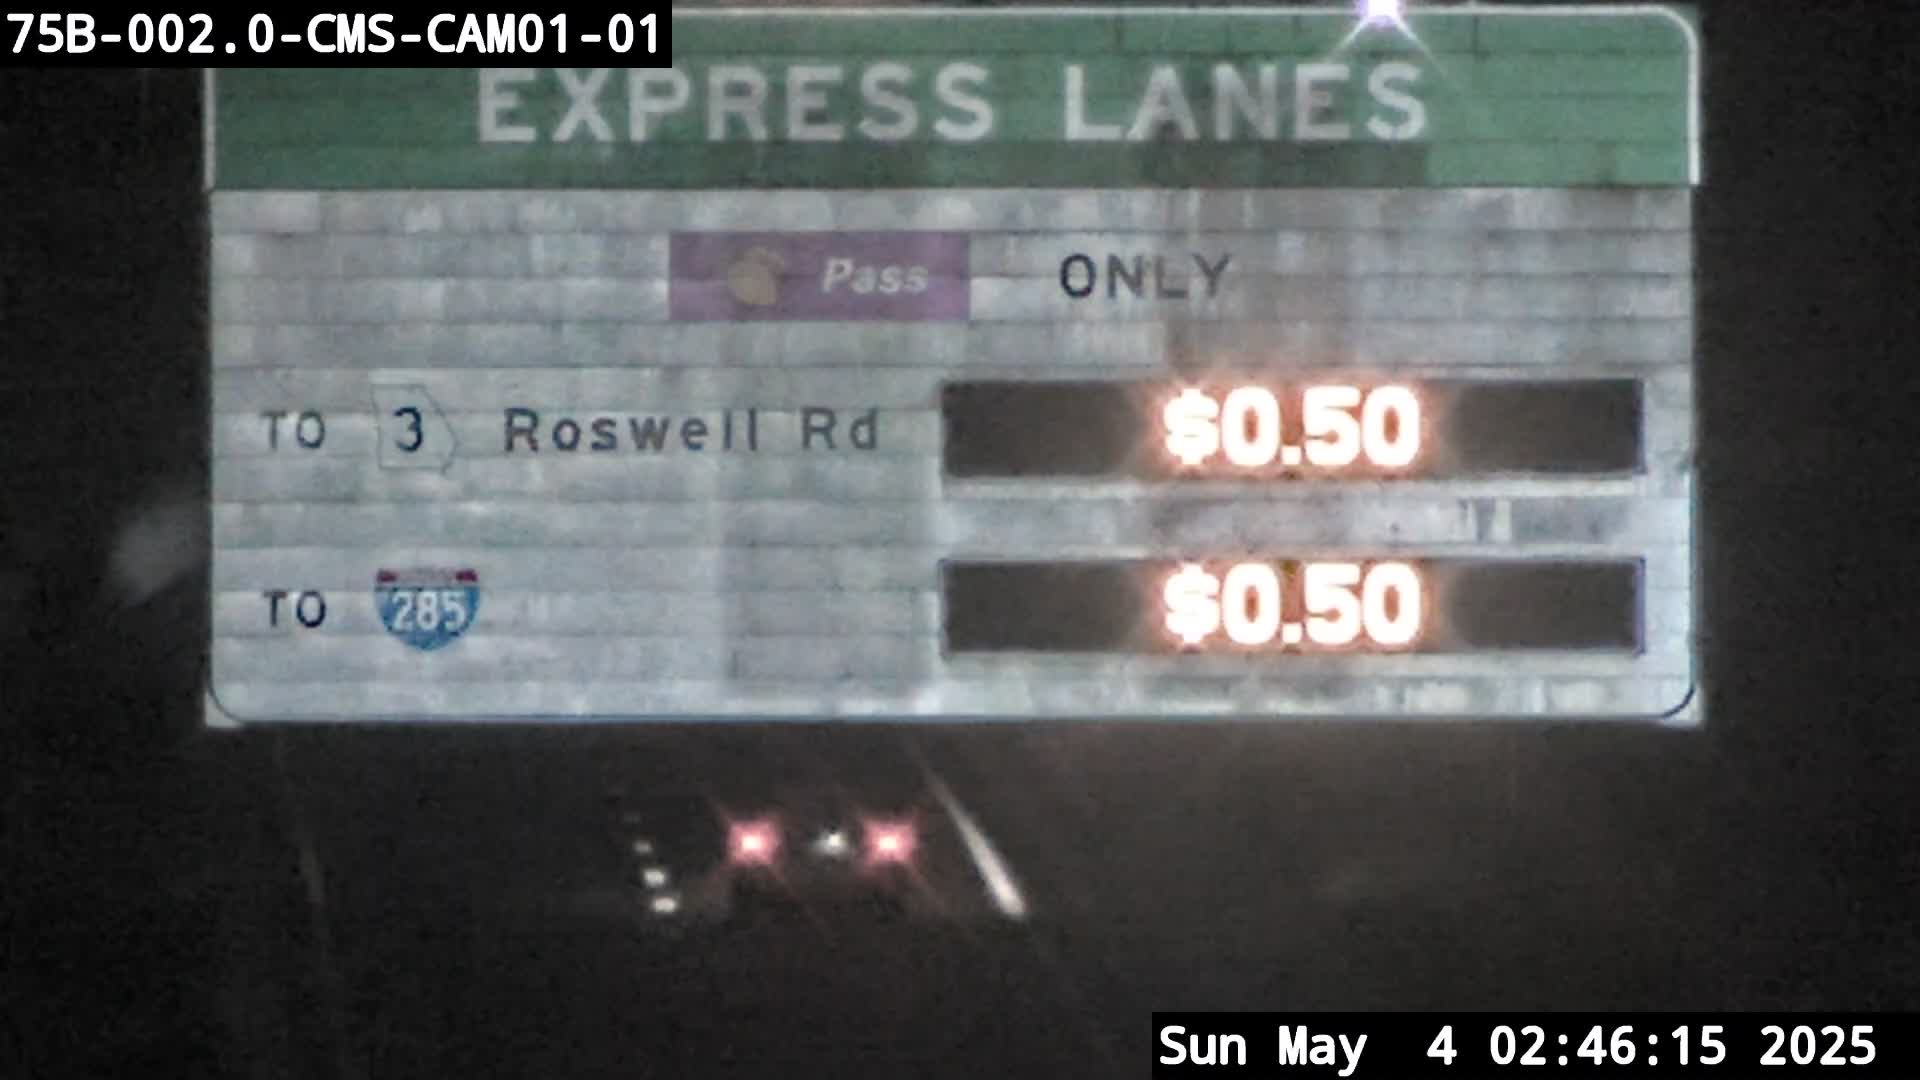 75B-002.0-CMS-CAM01-01
EXPRESS LANES
Pass ONLY
TO 3 Roswell Rd $0.50
TO 285 $0.50
Sun May 4 02:46:15 2025